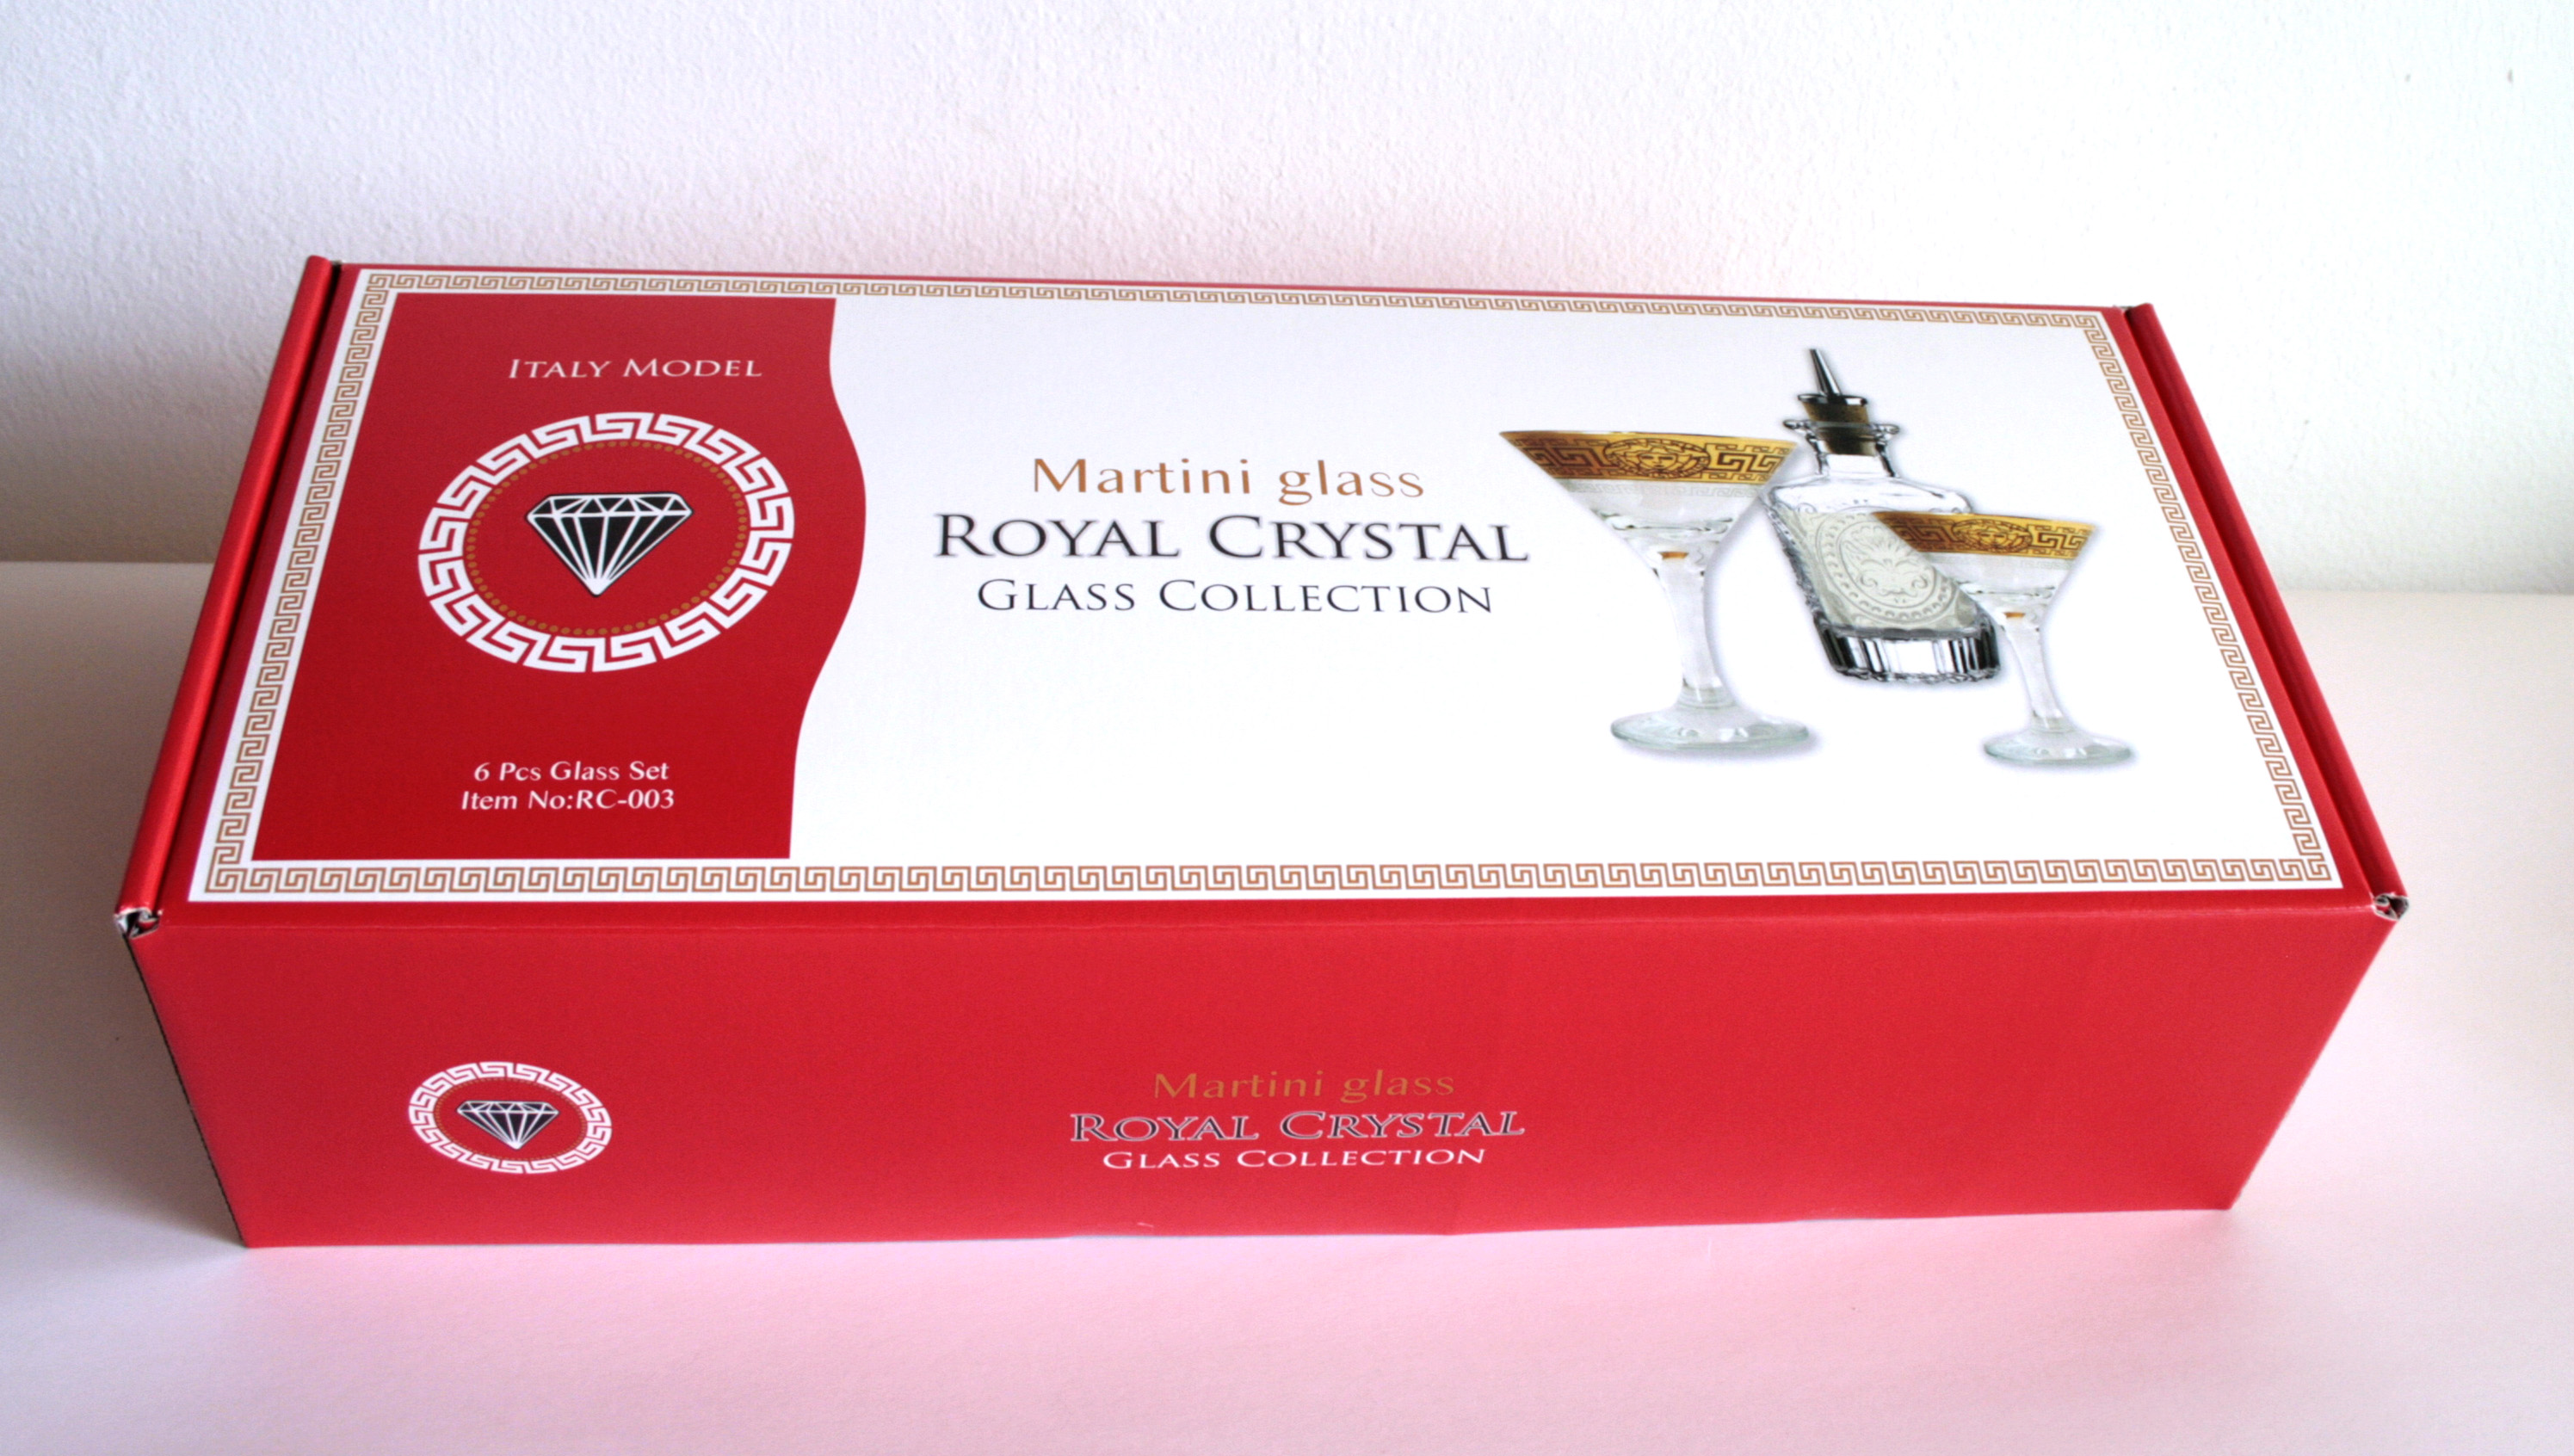 ITALY MODEL
6 Pcs Glass Set
Item No:RC-003
Martini glass
ROYAL CRYSTAL
GLASS COLLECTION
Martini glass
ROYAL CRYSTAL
GLASS COLLECTION